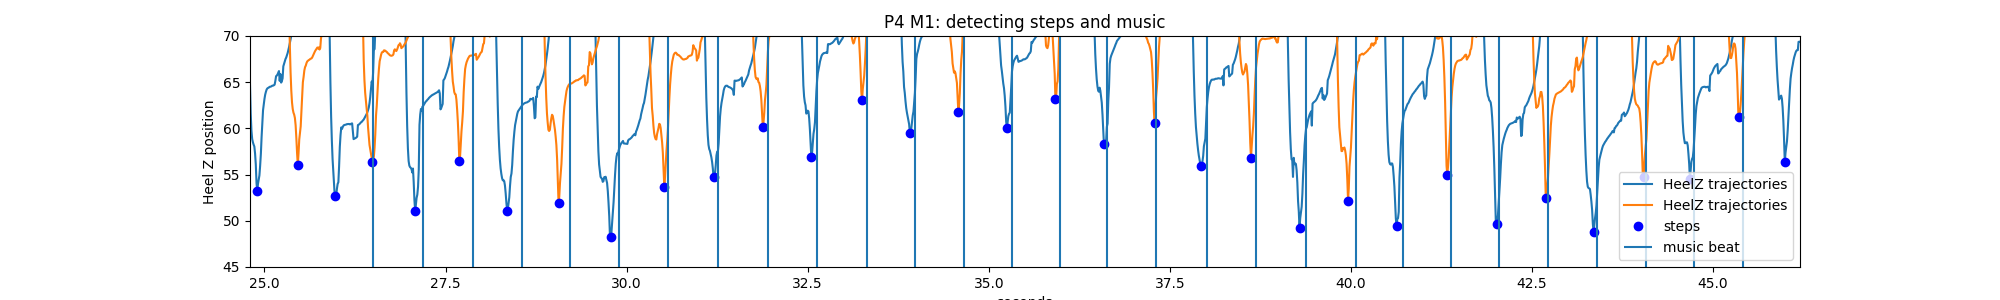 P4 M1: detecting steps and music
70
65
60
55
50
45
Heel Z position
25.0 27.5 30.0 32.5 35.0 37.5 40.0 42.5 45.0
seconds
HeelZ trajectories
HeelZ trajectories
steps
music beat